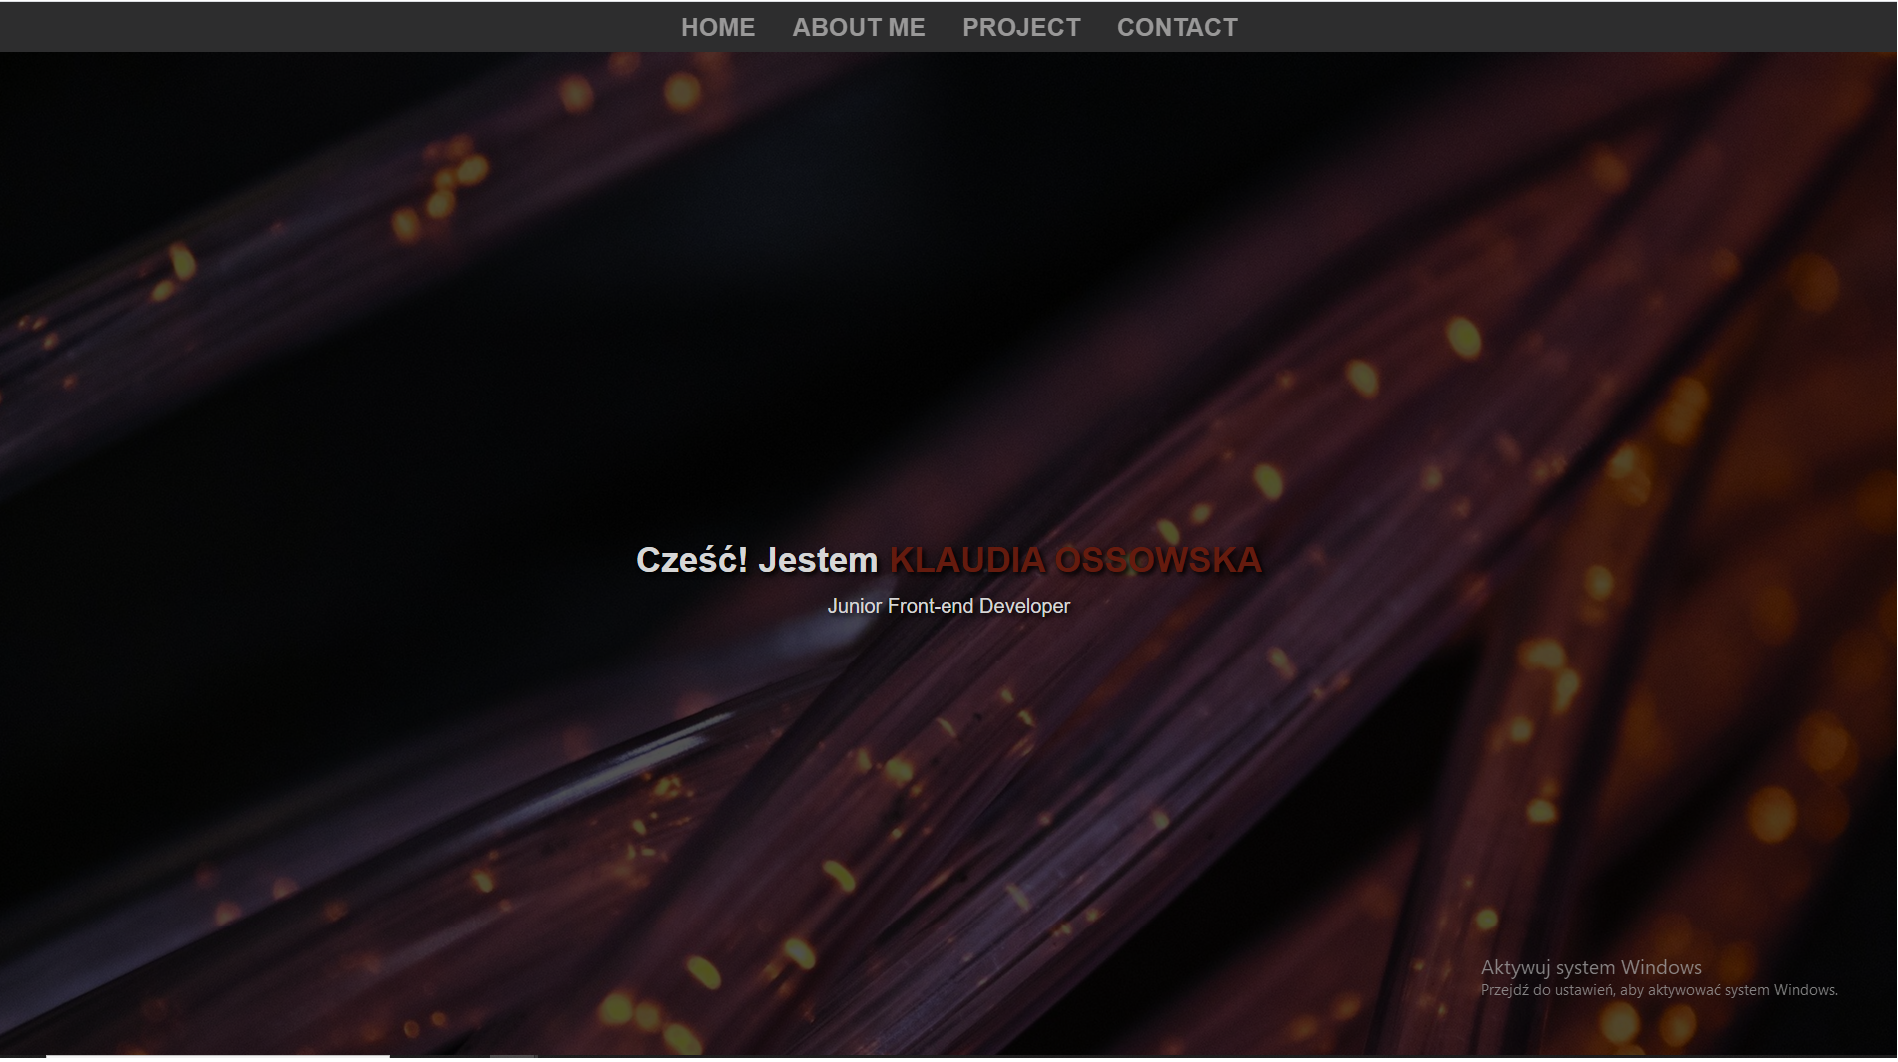 HOME ABOUT ME PROJECT CONTACT
Cześć! Jestem KLAUDIA OSSOWSKA
Junior Front-end Developer
Aktywuj system Windows
Przejdź do ustawień, aby aktywować system Windows.